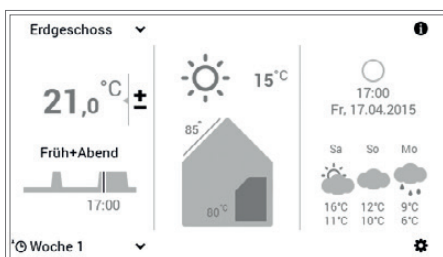 Erdgeschoss
21,0 °C ±
Früh+Abend
17:00
Woche 1
15°C
85°
80°C
i
17:00
Fr, 17.04.2015
Sa So Mo
16°C 12°C 9°C
11°C 10°C 6°C